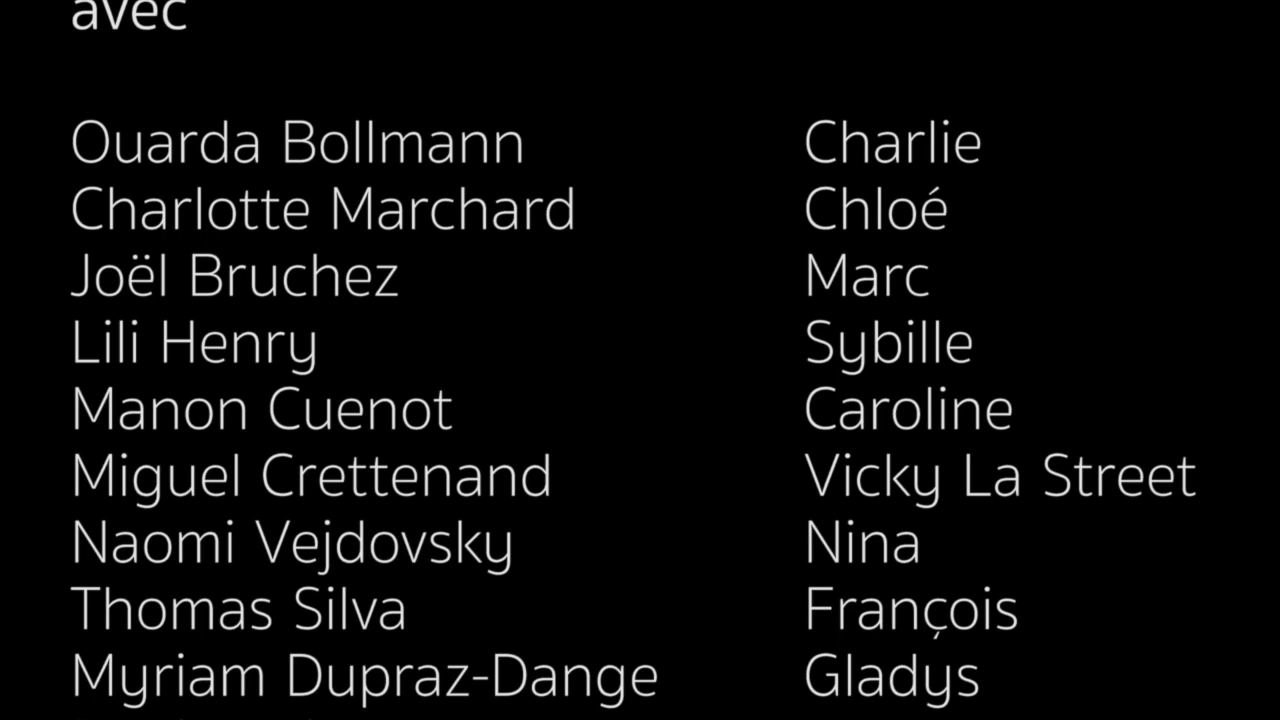 avec
Ouarda Bollmann Charlie
Charlotte Marchard Chloé
Joël Bruchez Marc
Lili Henry Sybille
Manon Cuenot Caroline
Miguel Crettenand Vicky La Street
Naomi Vejdovsky Nina
Thomas Silva François
Myriam Dupraz-Dange Gladys